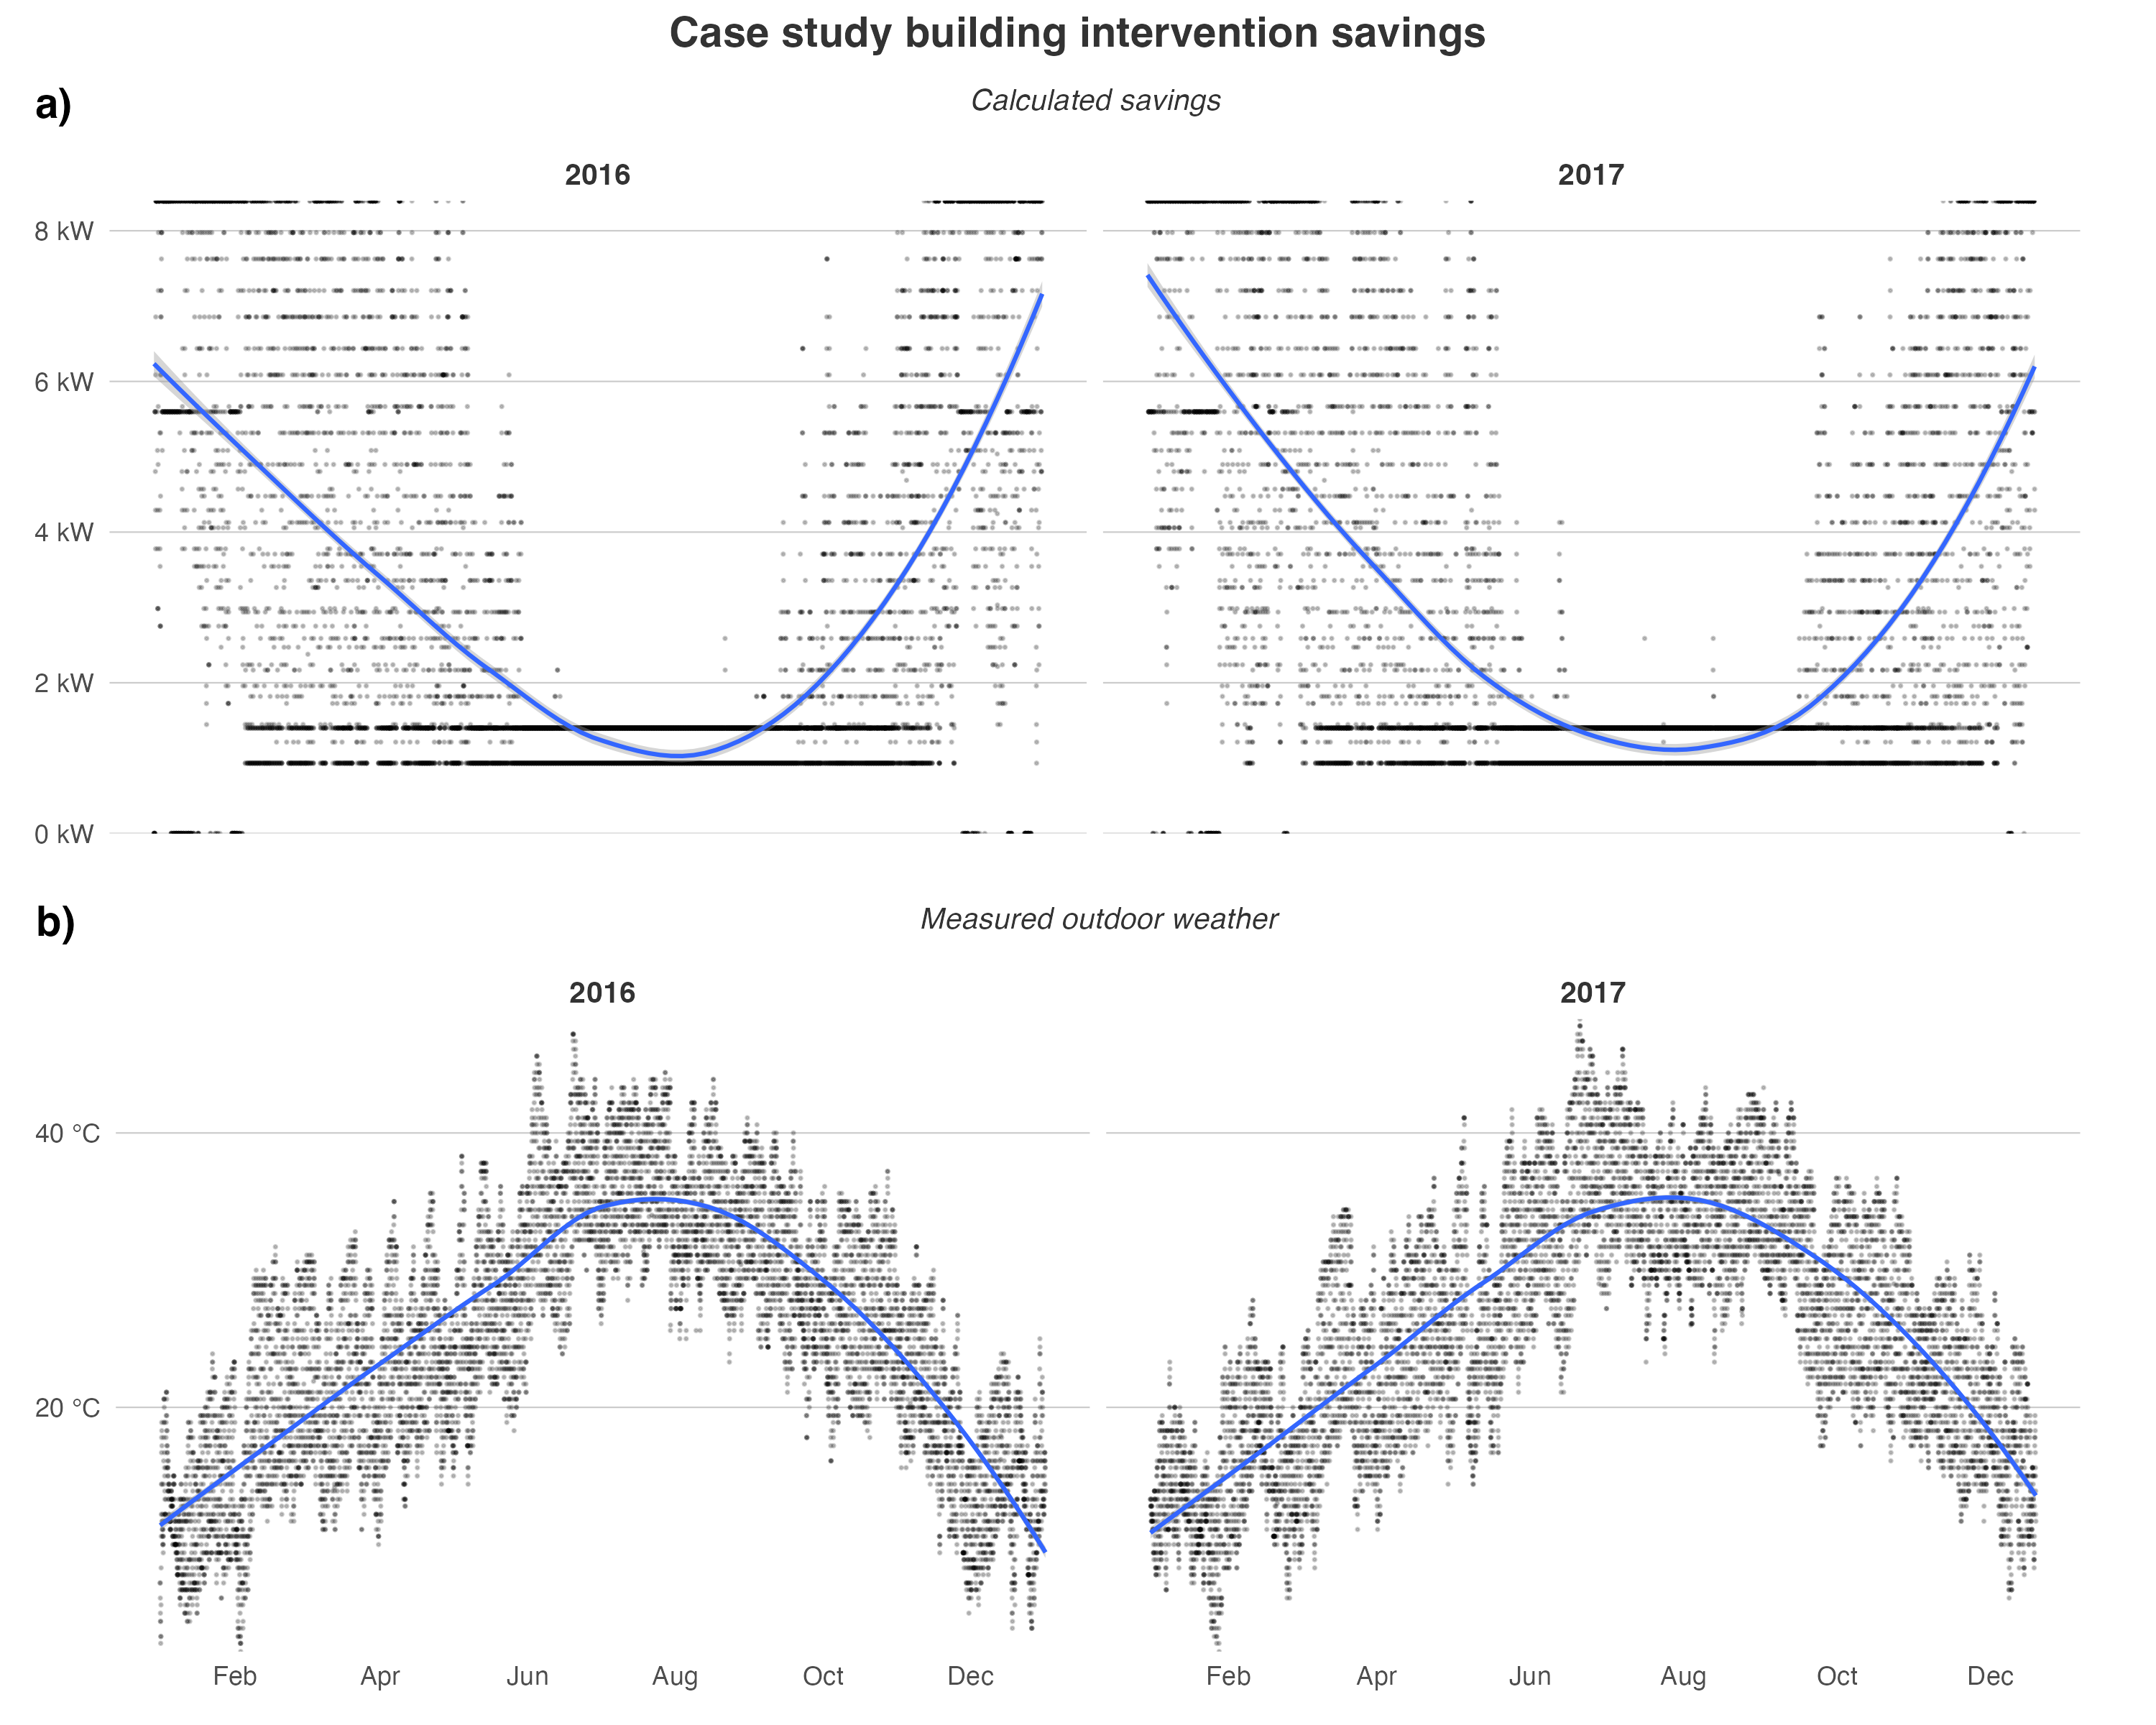 Case study building intervention savings
a)
Calculated savings
2016
2017
8 kW
6 kW
4 kW
2 kW
0 kW
b)
Measured outdoor weather
2016
2017
40 °C
20 °C
Feb Apr Jun Aug Oct Dec Feb Apr Jun Aug Oct Dec